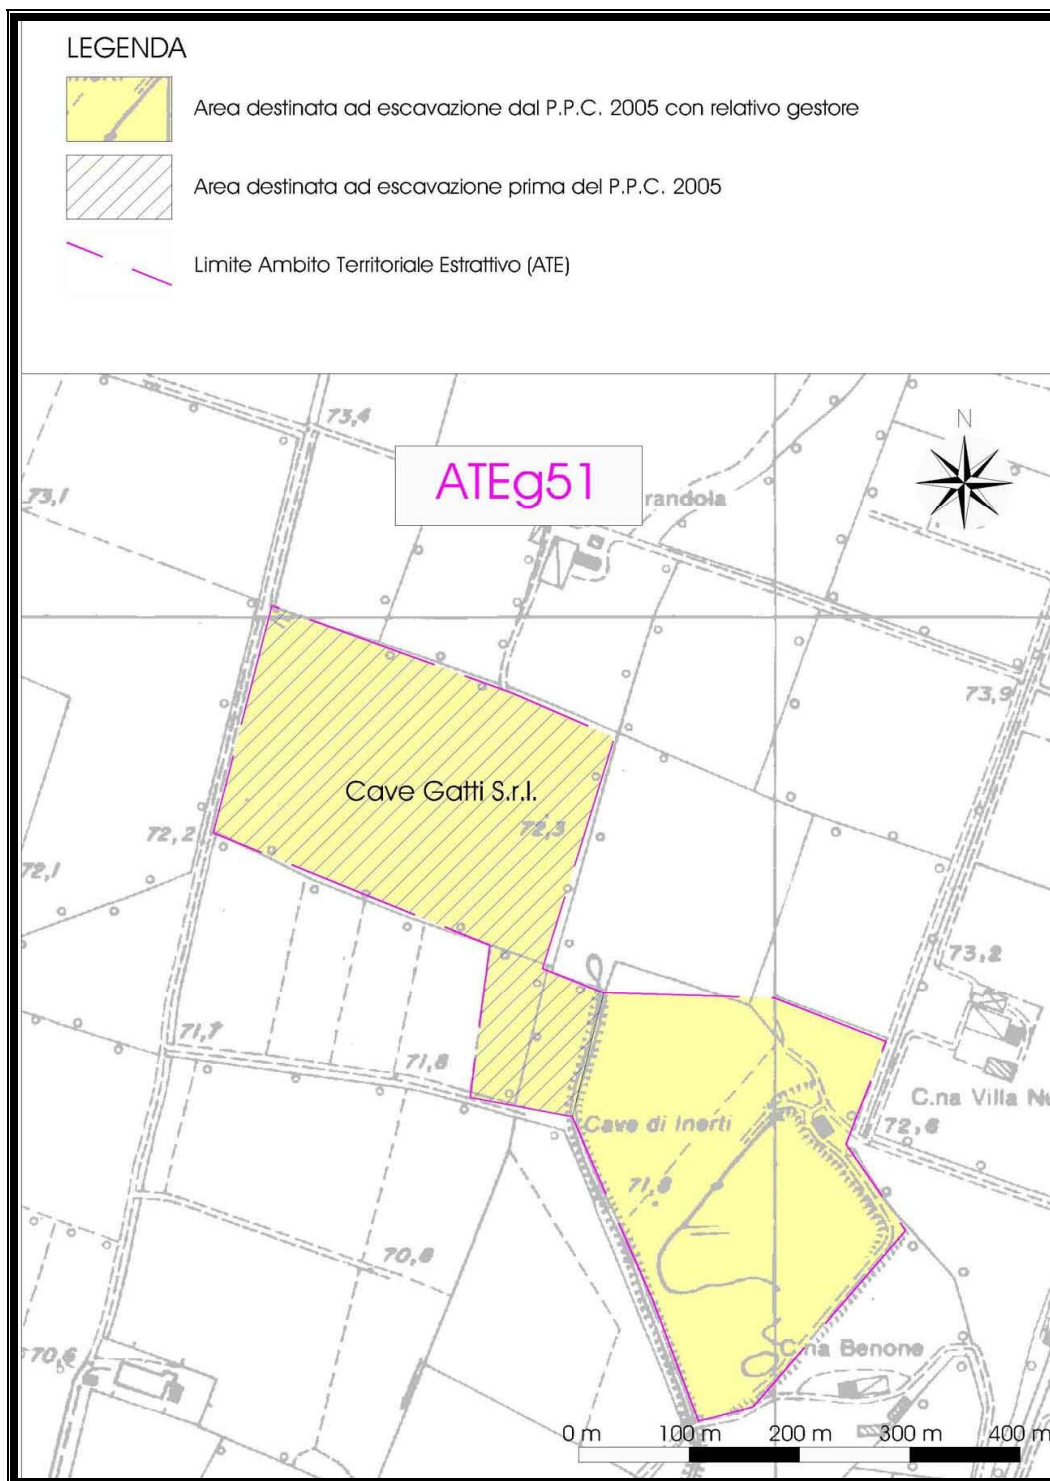 LEGENDA
Area destinata ad escavazione dal P.P.C. 2005 con relativo gestore
Area destinata ad escavazione prima del P.P.C. 2005
Limite Ambito Territoriale Estrattivo (ATE)
73,4
N
ATEg51
73,1
randola
73,9
Cave Gatti S.r.l.
72,2
72,3
72,1
73,2
71,7
71,8
C.na Villa Nu
Cave di Inerti
72,6
71,8
70,8
70,6
C.na Benone
0 m 100 m 200 m 300 m 400 m